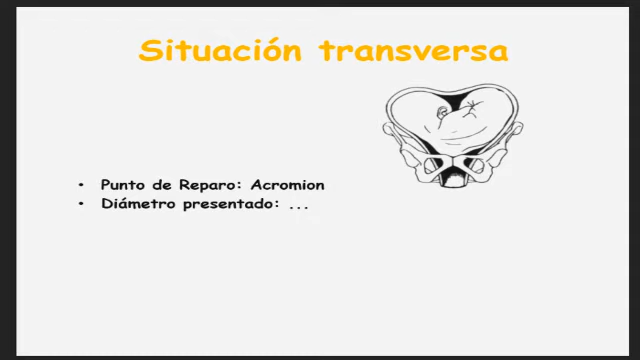 Situación transversa
• Punto de Reparo: Acromion
• Diámetro presentado: ...